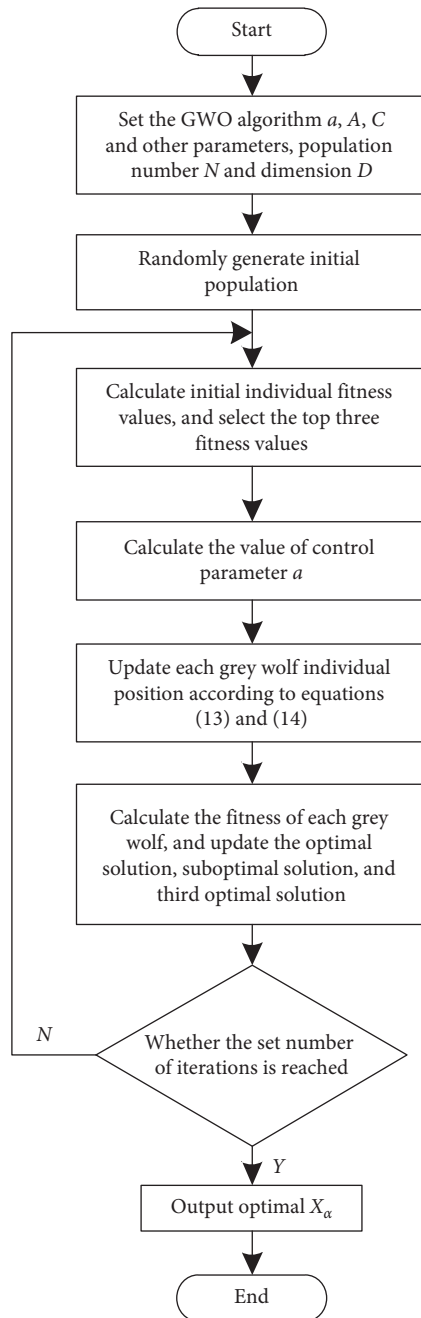 Start
Set the GWO algorithm a, A, C
and other parameters, population
number N and dimension D
Randomly generate initial
population
Calculate initial individual fitness
values, and select the top three
fitness values
Calculate the value of control
parameter a
Update each grey wolf individual
position according to equations
(13) and (14)
Calculate the fitness of each grey
wolf, and update the optimal
solution, suboptimal solution, and
third optimal solution
N
Whether the set number
of iterations is reached
Y
Output optimal Xα
End